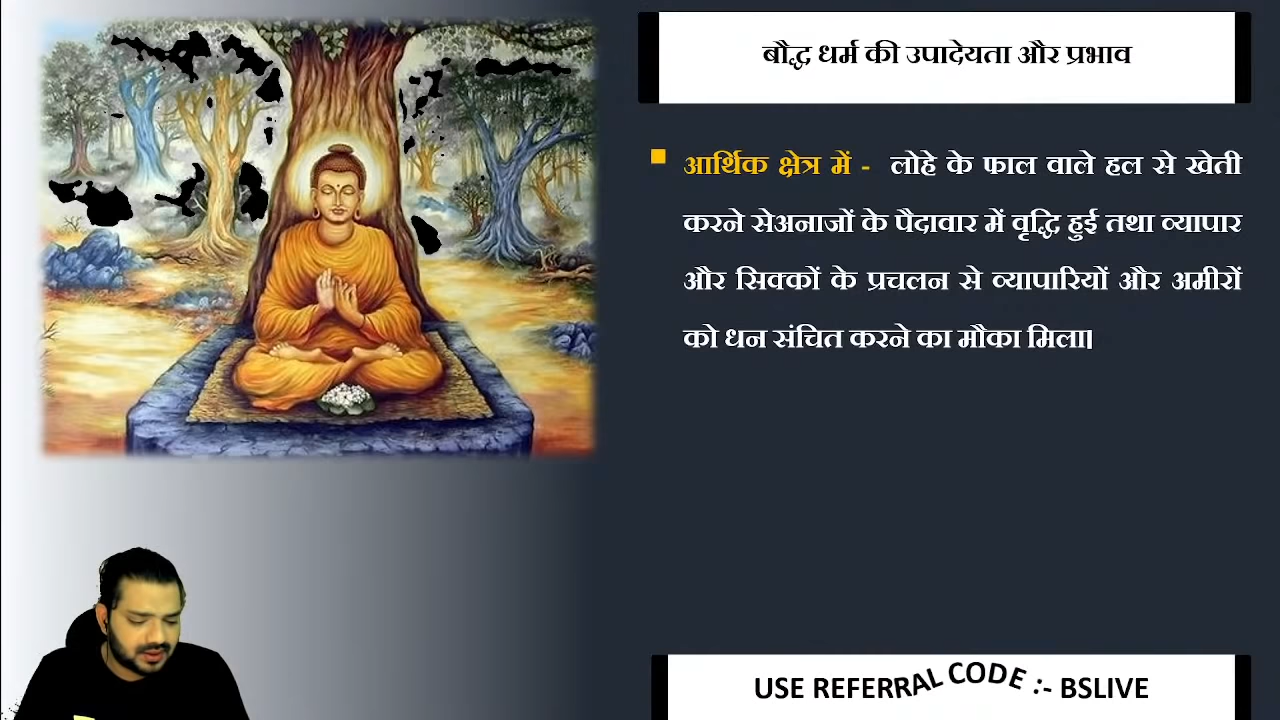 बौद्ध धर्म की उपादेयता और प्रभाव
आर्थिक क्षेत्र में - लोहे के फाल वाले हल से खेती
करने सेअनाजों के पैदावार में वृद्धि हुई तथा व्यापार
और सिक्कों के प्रचलन से व्यापारियों और अमीरों
को धन संचित करने का मौका मिला।
USE REFERRAL CODE :- BSLIVE